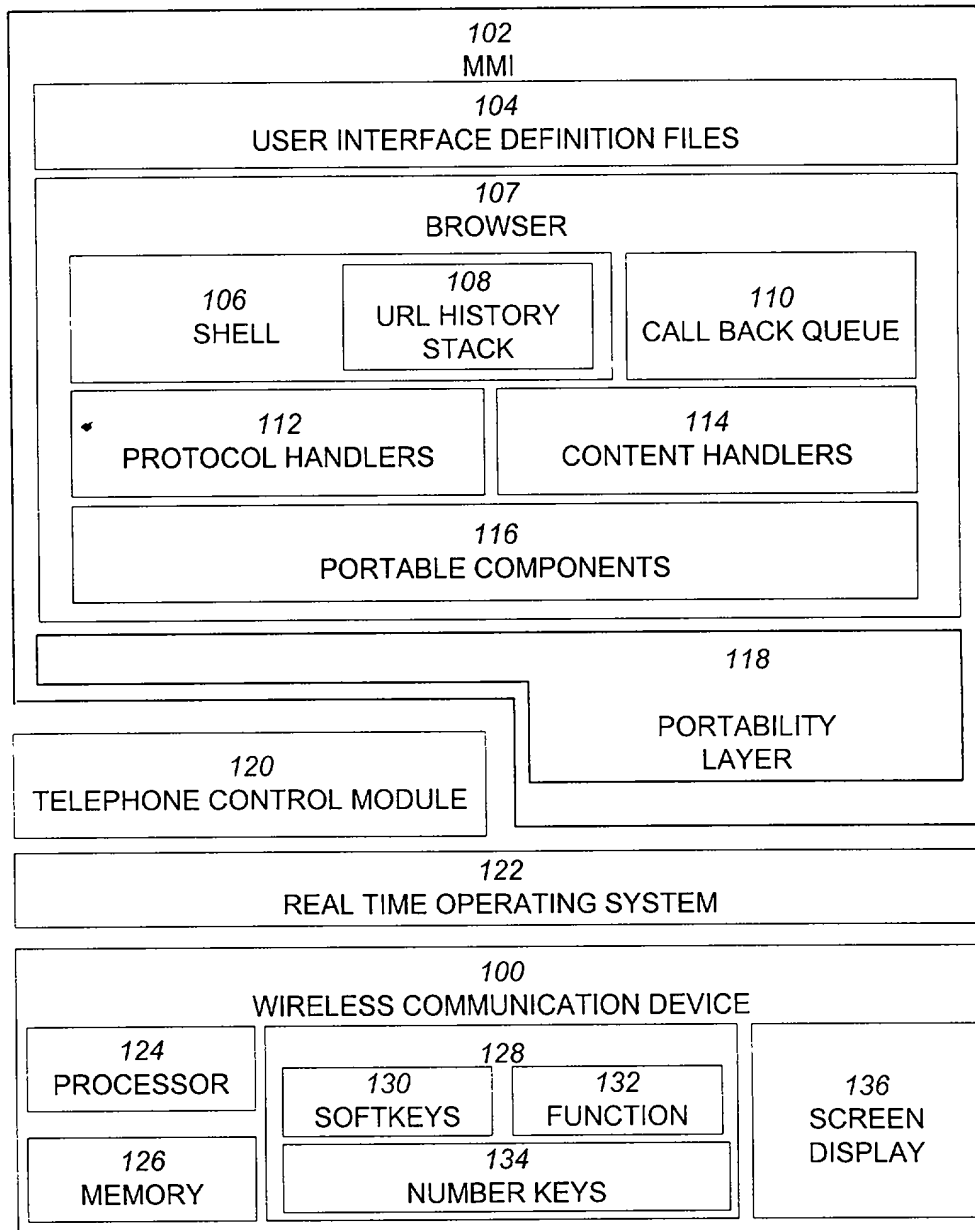 102
MMI
104
USER INTERFACE DEFINITION FILES
107
BROWSER
106
SHELL
108
URL HISTORY
STACK
110
CALL BACK QUEUE
112
PROTOCOL HANDLERS
114
CONTENT HANDLERS
116
PORTABLE COMPONENTS
118
PORTABILITY
LAYER
120
TELEPHONE CONTROL MODULE
122
REAL TIME OPERATING SYSTEM
100
WIRELESS COMMUNICATION DEVICE
124
PROCESSOR
126
MEMORY
128
130
SOFTKEYS
132
FUNCTION
134
NUMBER KEYS
136
SCREEN
DISPLAY